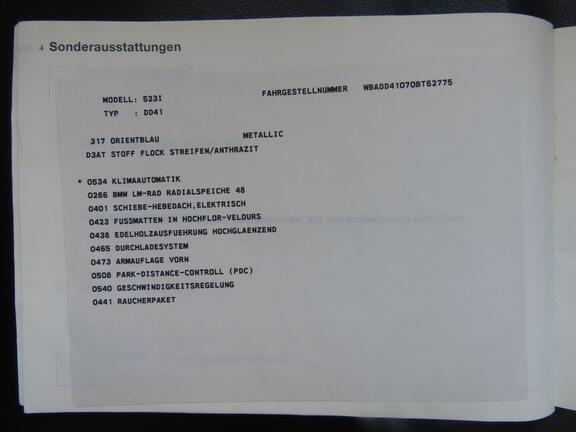 4 Sonderausstattungen
MODELL: 523I FAHRGESTELLNUMMER WBADD41070BT62775
TYP : DD41
317 ORIENTBLAU METALLIC
D3AT STOFF FLOCK STREIFEN/ANTHRAZIT
* 0534 KLIMAAUTOMATIK
0266 BMW LM-RAD RADIALSPEICHE 48
0401 SCHIEBE-HEBEDACH,ELEKTRISCH
0423 FUSSMATTEN IN HOCHFLOR-VELOURS
0438 EDELHOLZAUSFUEHRUNG HOCHGLAENZEND
0465 DURCHLADESYSTEM
0473 ARMAUFLAGE VORN
0508 PARK-DISTANCE-CONTROLL (PDC)
0540 GESCHWINDIGKEITSREGELUNG
0441 RAUCHERPAKET